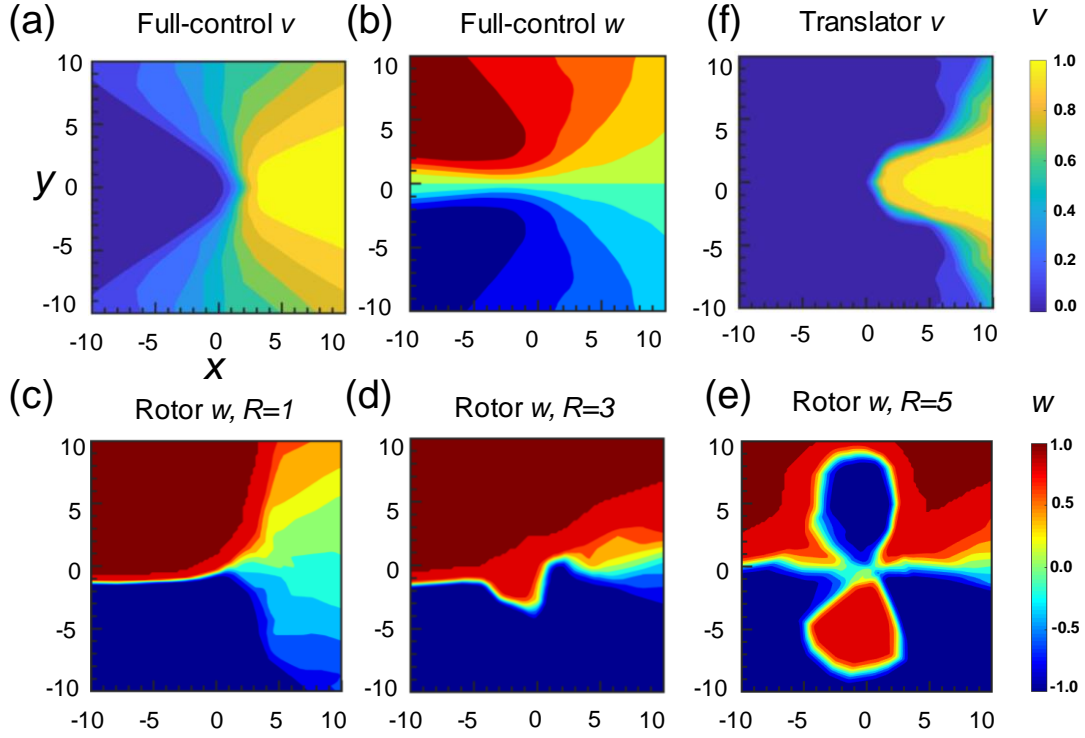 (a) Full-control v
(b) Full-control w
(f) Translator v
v
10 5 0 -5 -10
y
-10 -5 0 5 10
x
10 5 0 -5 -10
-10 -5 0 5 10
10 5 0 -5 -10
0 5 10
1.0 0.8 0.6 0.4 0.2 0.0
(c) Rotor w, R=1
(d) Rotor w, R=3
(e) Rotor w, R=5
w
10 5 0 -5 -10
-10 -5 0 5 10
10 5 0 -5 -10
-10 -5 0 5 10
10 5 0 -5 -10
-10 -5 0 5 10
1.0 0.5 0.0 -0.5 -1.0